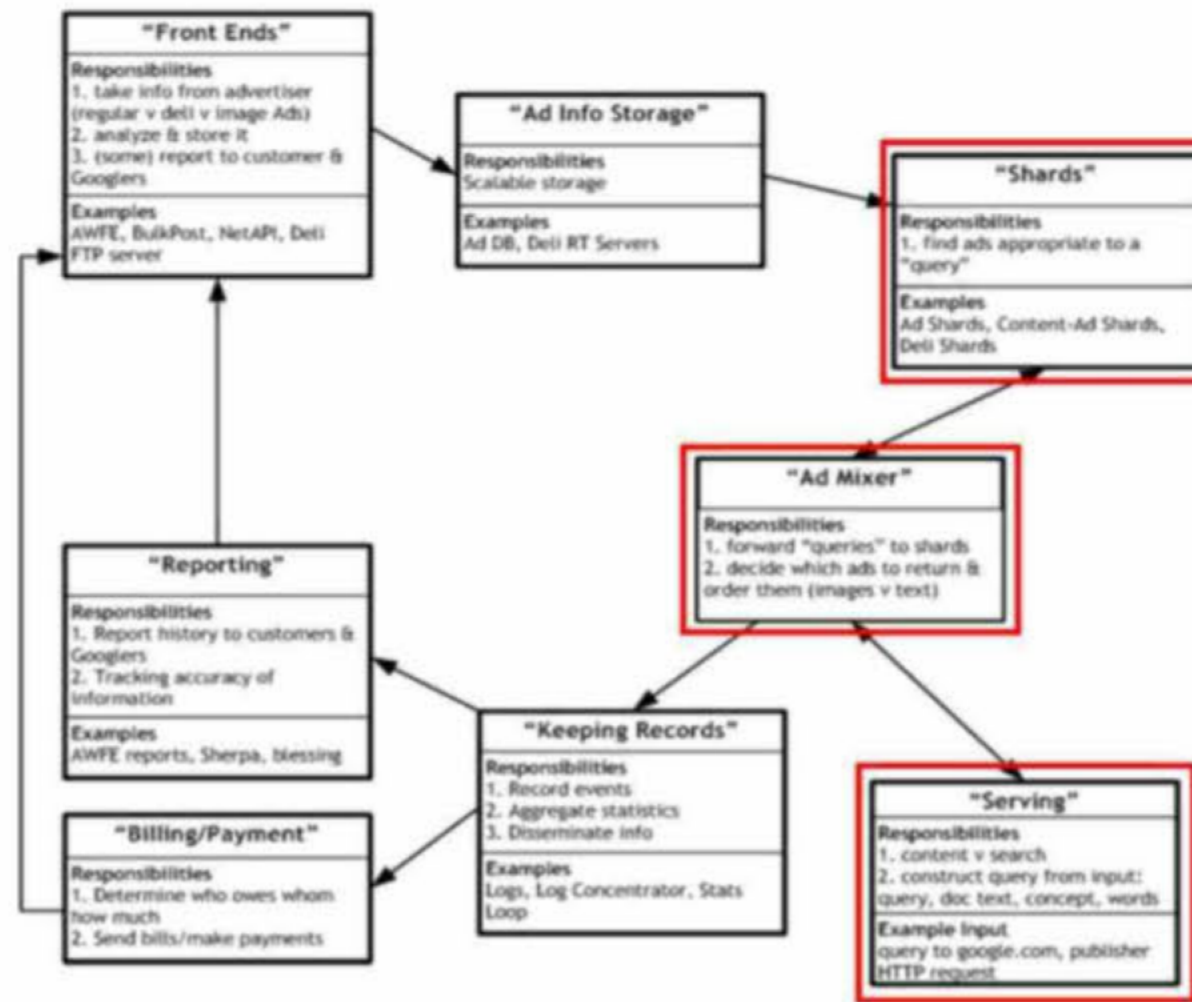 “Front Ends”
Responsibilities
1. take info from advertiser
(regular v deli v image Ads)
2. analyze & store it
3. (some) report to customer &
Googlers
Examples
AWFE, BulkPost, NetAPI, Deli
FTP server
“Ad Info Storage”
Responsibilities
Scalable storage
Examples
Ad DB, Deli RT Servers
“Shards”
Responsibilities
1. find ads appropriate to a
“query”
Examples
Ad Shards, Content-Ad Shards,
Deli Shards
“Ad Mixer”
Responsibilities
1. forward “queries” to shards
2. decide which ads to return &
order them (images v text)
“Reporting”
Responsibilities
1. Report history to customers &
Googlers
2. Tracking accuracy of
information
Examples
AWFE reports, Sherpa, blessing
“Keeping Records”
Responsibilities
1. Record events
2. Aggregate statistics
3. Disseminate info
Examples
Logs, Log Concentrator, Stats
Loop
“Billing/Payment”
Responsibilities
1. Determine who owes whom
how much
2. Send bills/make payments
“Serving”
Responsibilities
1. content v search
2. construct query from input:
query, doc text, concept, words
Example Input
query to google.com, publisher
HTTP request